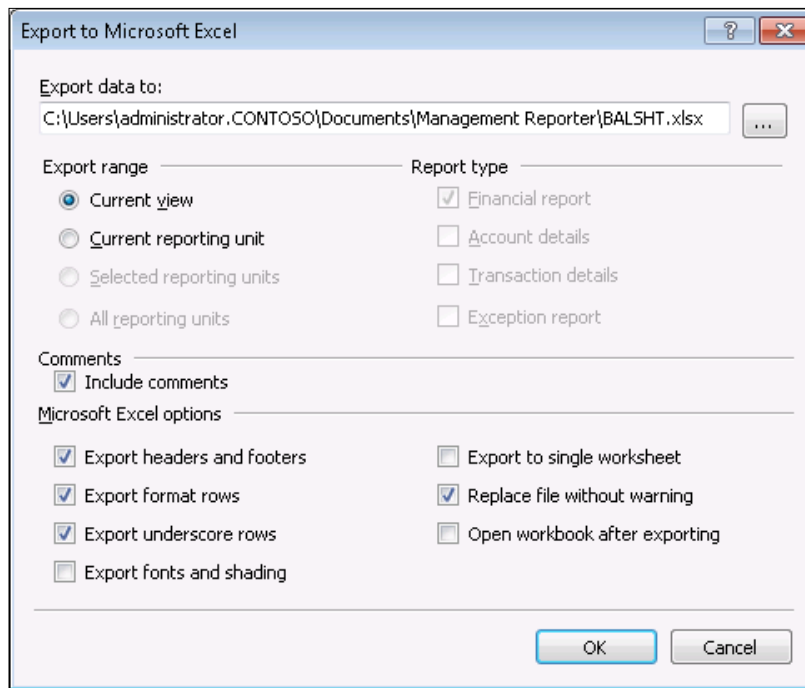 Export to Microsoft Excel
Export data to:
C:\Users\administrator.CONTOSO\Documents\Management Reporter\BALSHT.xlsx
...
Export range
Current view
Current reporting unit
Selected reporting units
All reporting units
Report type
Financial report
Account details
Transaction details
Exception report
Comments
Include comments
Microsoft Excel options
Export headers and footers
Export format rows
Export underscore rows
Export fonts and shading
Export to single worksheet
Replace file without warning
Open workbook after exporting
OK
Cancel